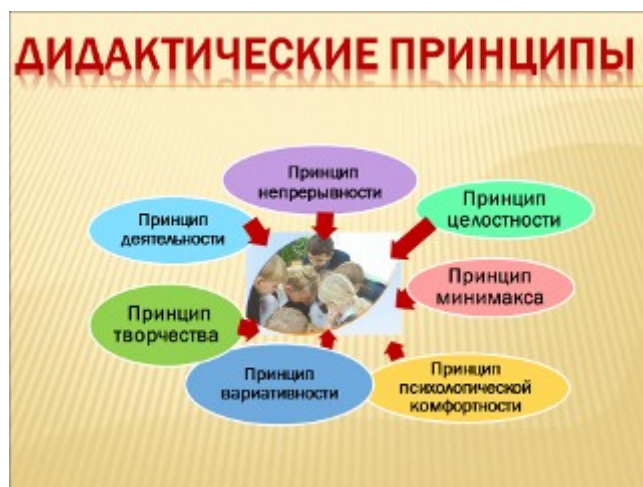 ДИДАКТИЧЕСКИЕ ПРИНЦИПЫ
Принцип
непрерывности
Принцип
целостности
Принцип
минимакса
Принцип
психологической
комфортности
Принцип
вариативности
Принцип
творчества
Принцип
деятельности